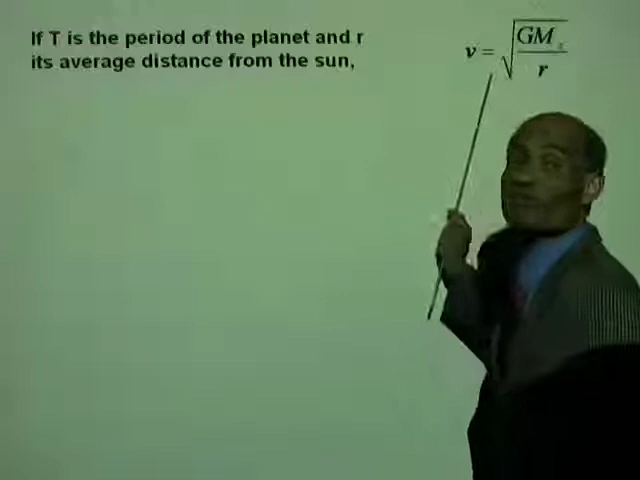 If T is the period of the planet and r
its average distance from the sun,
v = √(GMₛ / r)